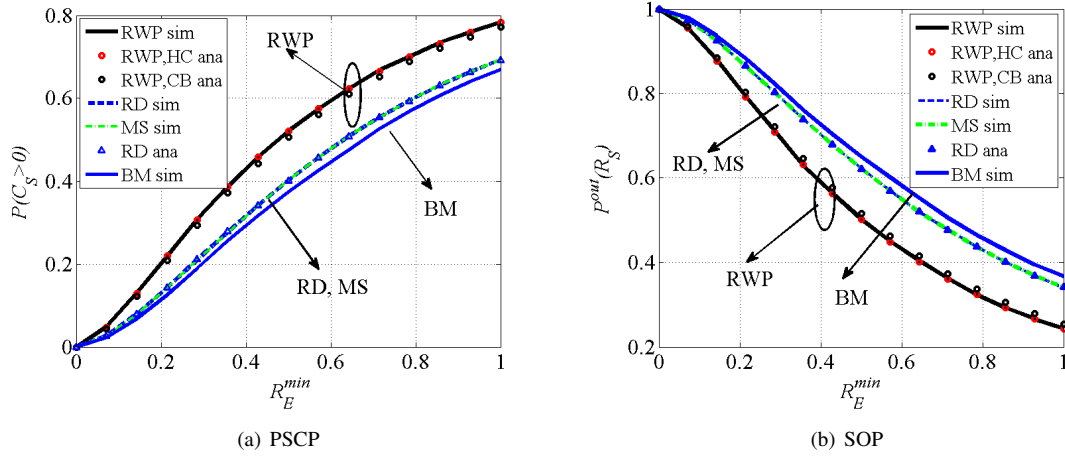 0.8
0.6
0.4
0.2
0
P(C_S>0)
RWP sim
RWP,HC ana
RWP,CB ana
RD sim
MS sim
RD ana
BM sim
RWP
BM
RD, MS
0 0.2 0.4 0.6 0.8 1
R_E^{min}
(a) PSCP
1
0.8
0.6
0.4
0.2
P^{out}(R_S)
RWP sim
RWP,HC ana
RWP,CB ana
RD sim
MS sim
RD ana
BM sim
RD, MS
RWP
BM
0 0.2 0.4 0.6 0.8 1
R_E^{min}
(b) SOP